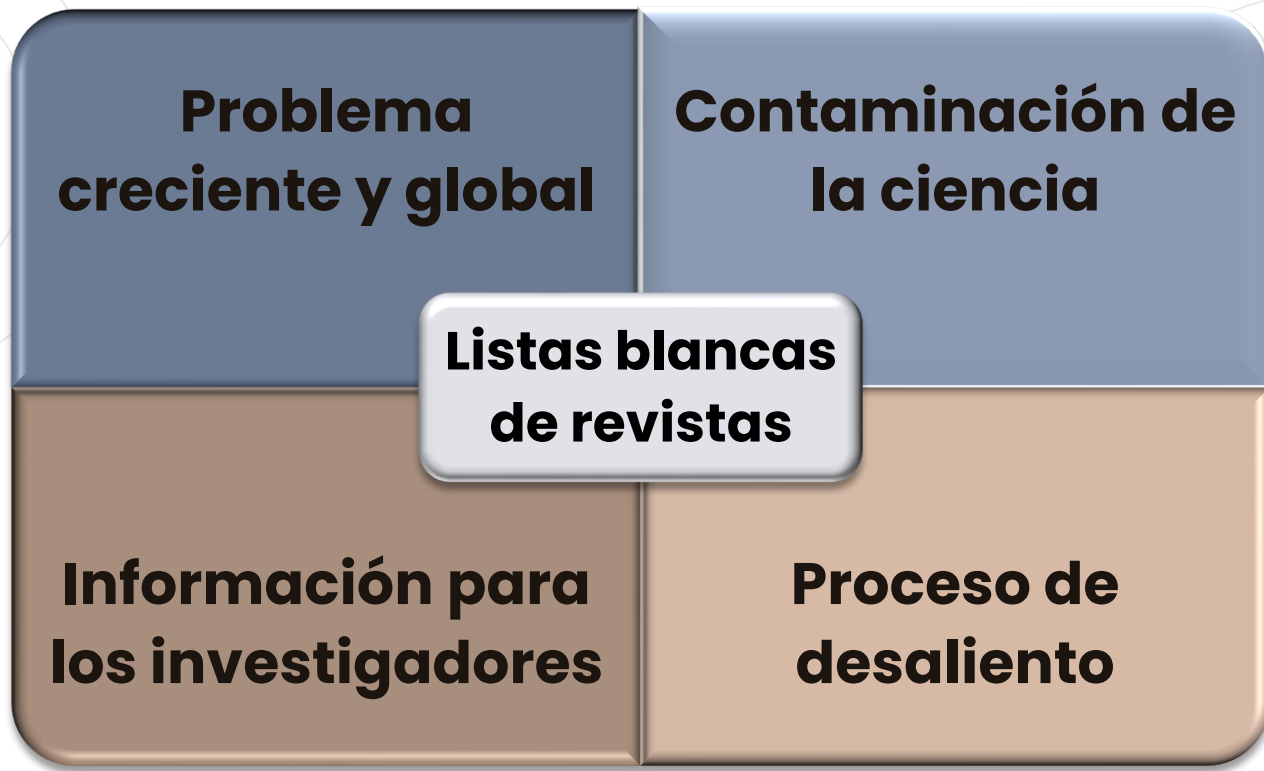 Problema
creciente y global
Contaminación de
la ciencia
Listas blancas
de revistas
Información para
los investigadores
Proceso de
desaliento